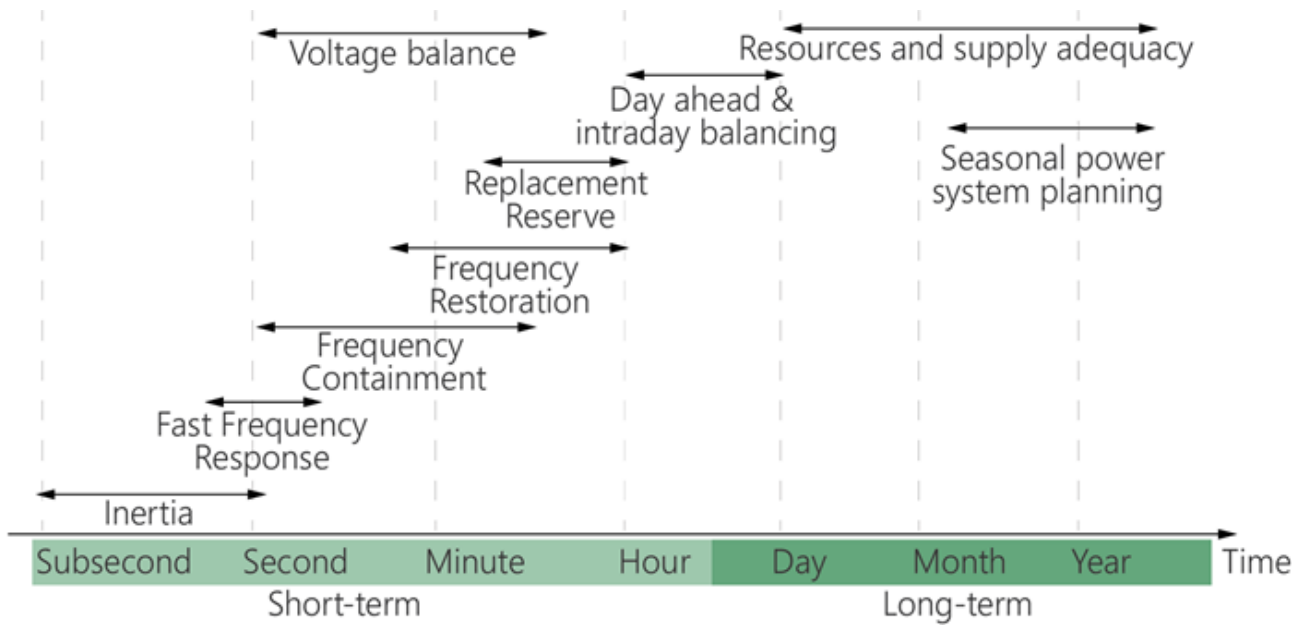 Voltage balance
Resources and supply adequacy
Day ahead &
intraday balancing
Seasonal power
system planning
Replacement
Reserve
Frequency
Restoration
Frequency
Containment
Fast Frequency
Response
Inertia
Subsecond Second Minute Hour Day Month Year Time
Short-term Long-term